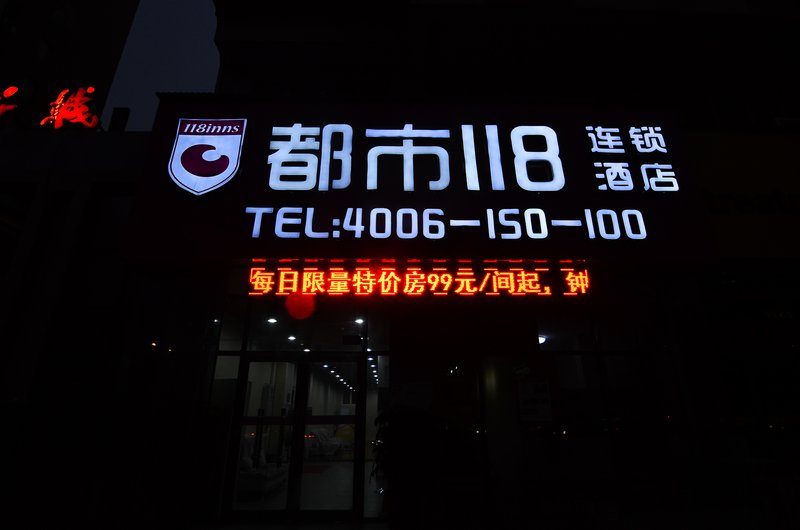 118inns
都市118
连锁
酒店
TEL:4006-150-100
每日限量特价房99元/间起，钟